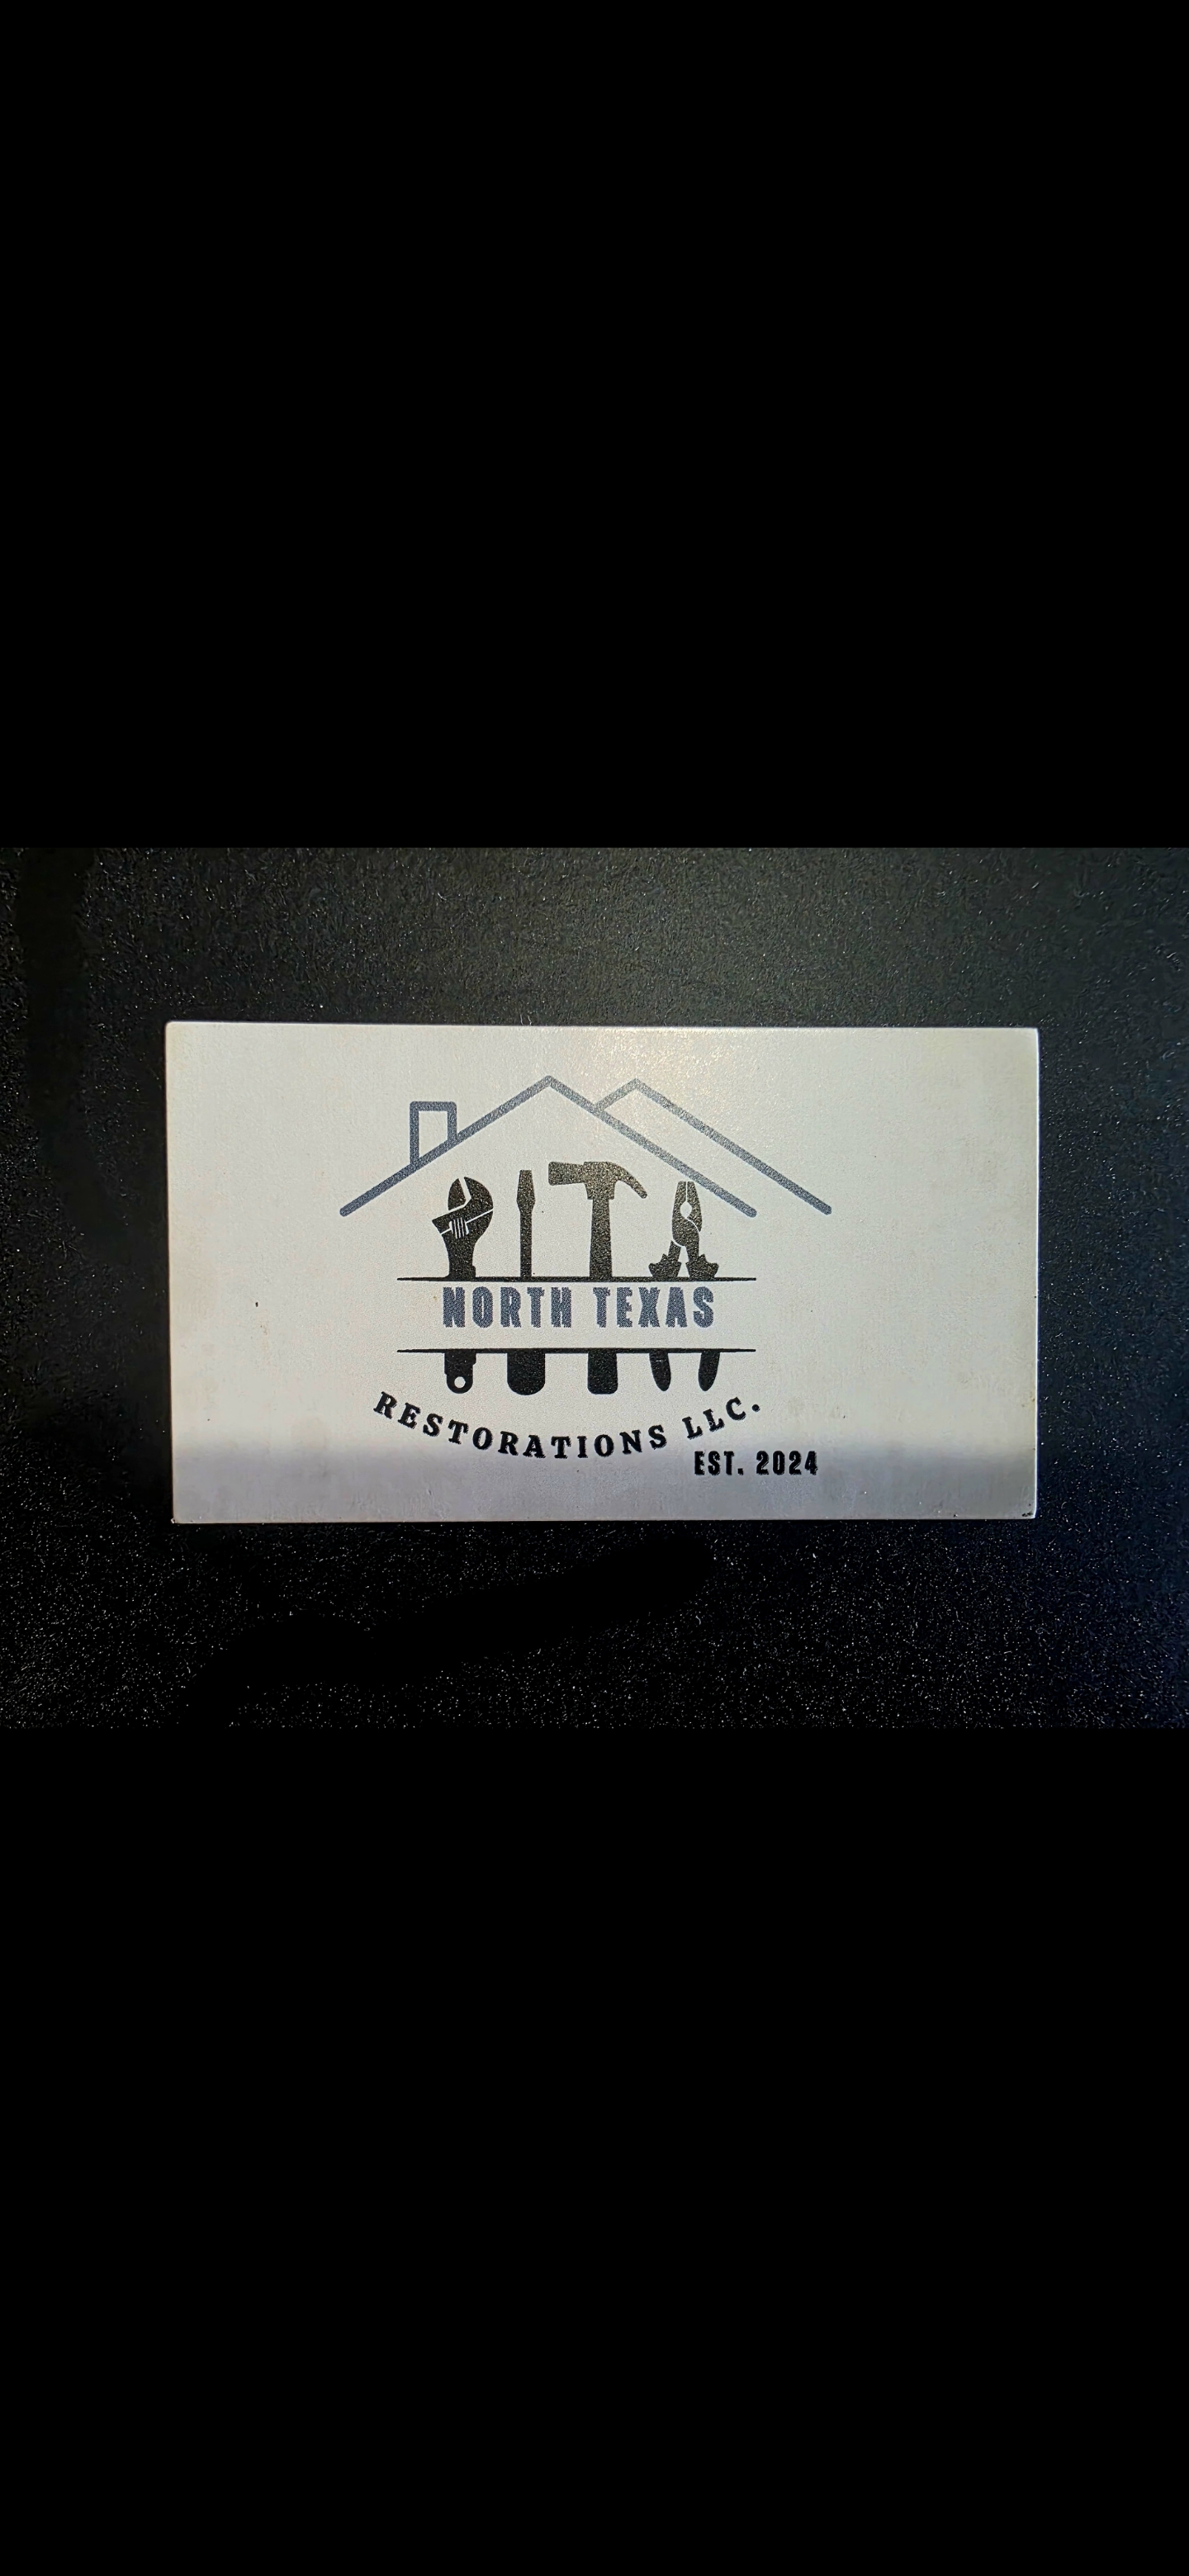 NORTH TEXAS
RESTORATIONS LLC.
EST. 2024